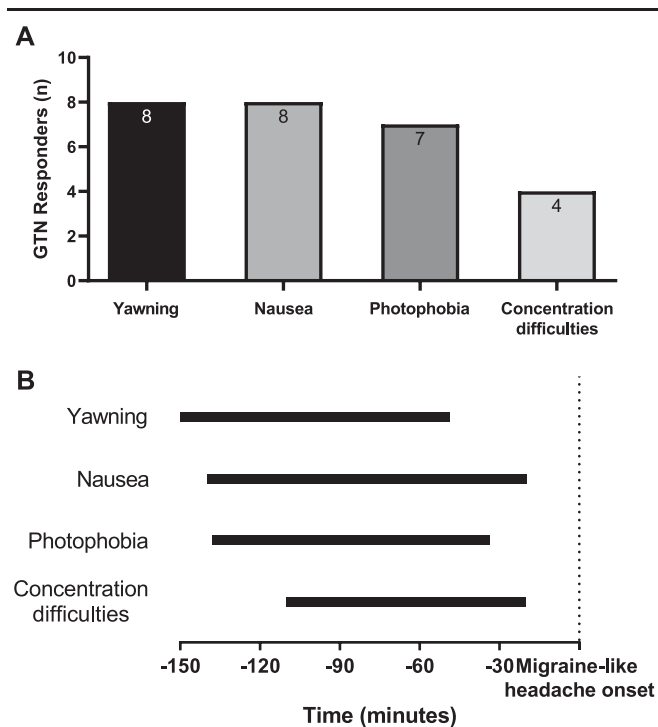 A
GTN Responders (n)
10
8
6
4
2
0
8
8
7
4
Yawning
Nausea
Photophobia
Concentration
difficulties
B
Yawning
Nausea
Photophobia
Concentration
difficulties
-150
-120
-90
-60
-30
Migraine-like
headache onset
Time (minutes)